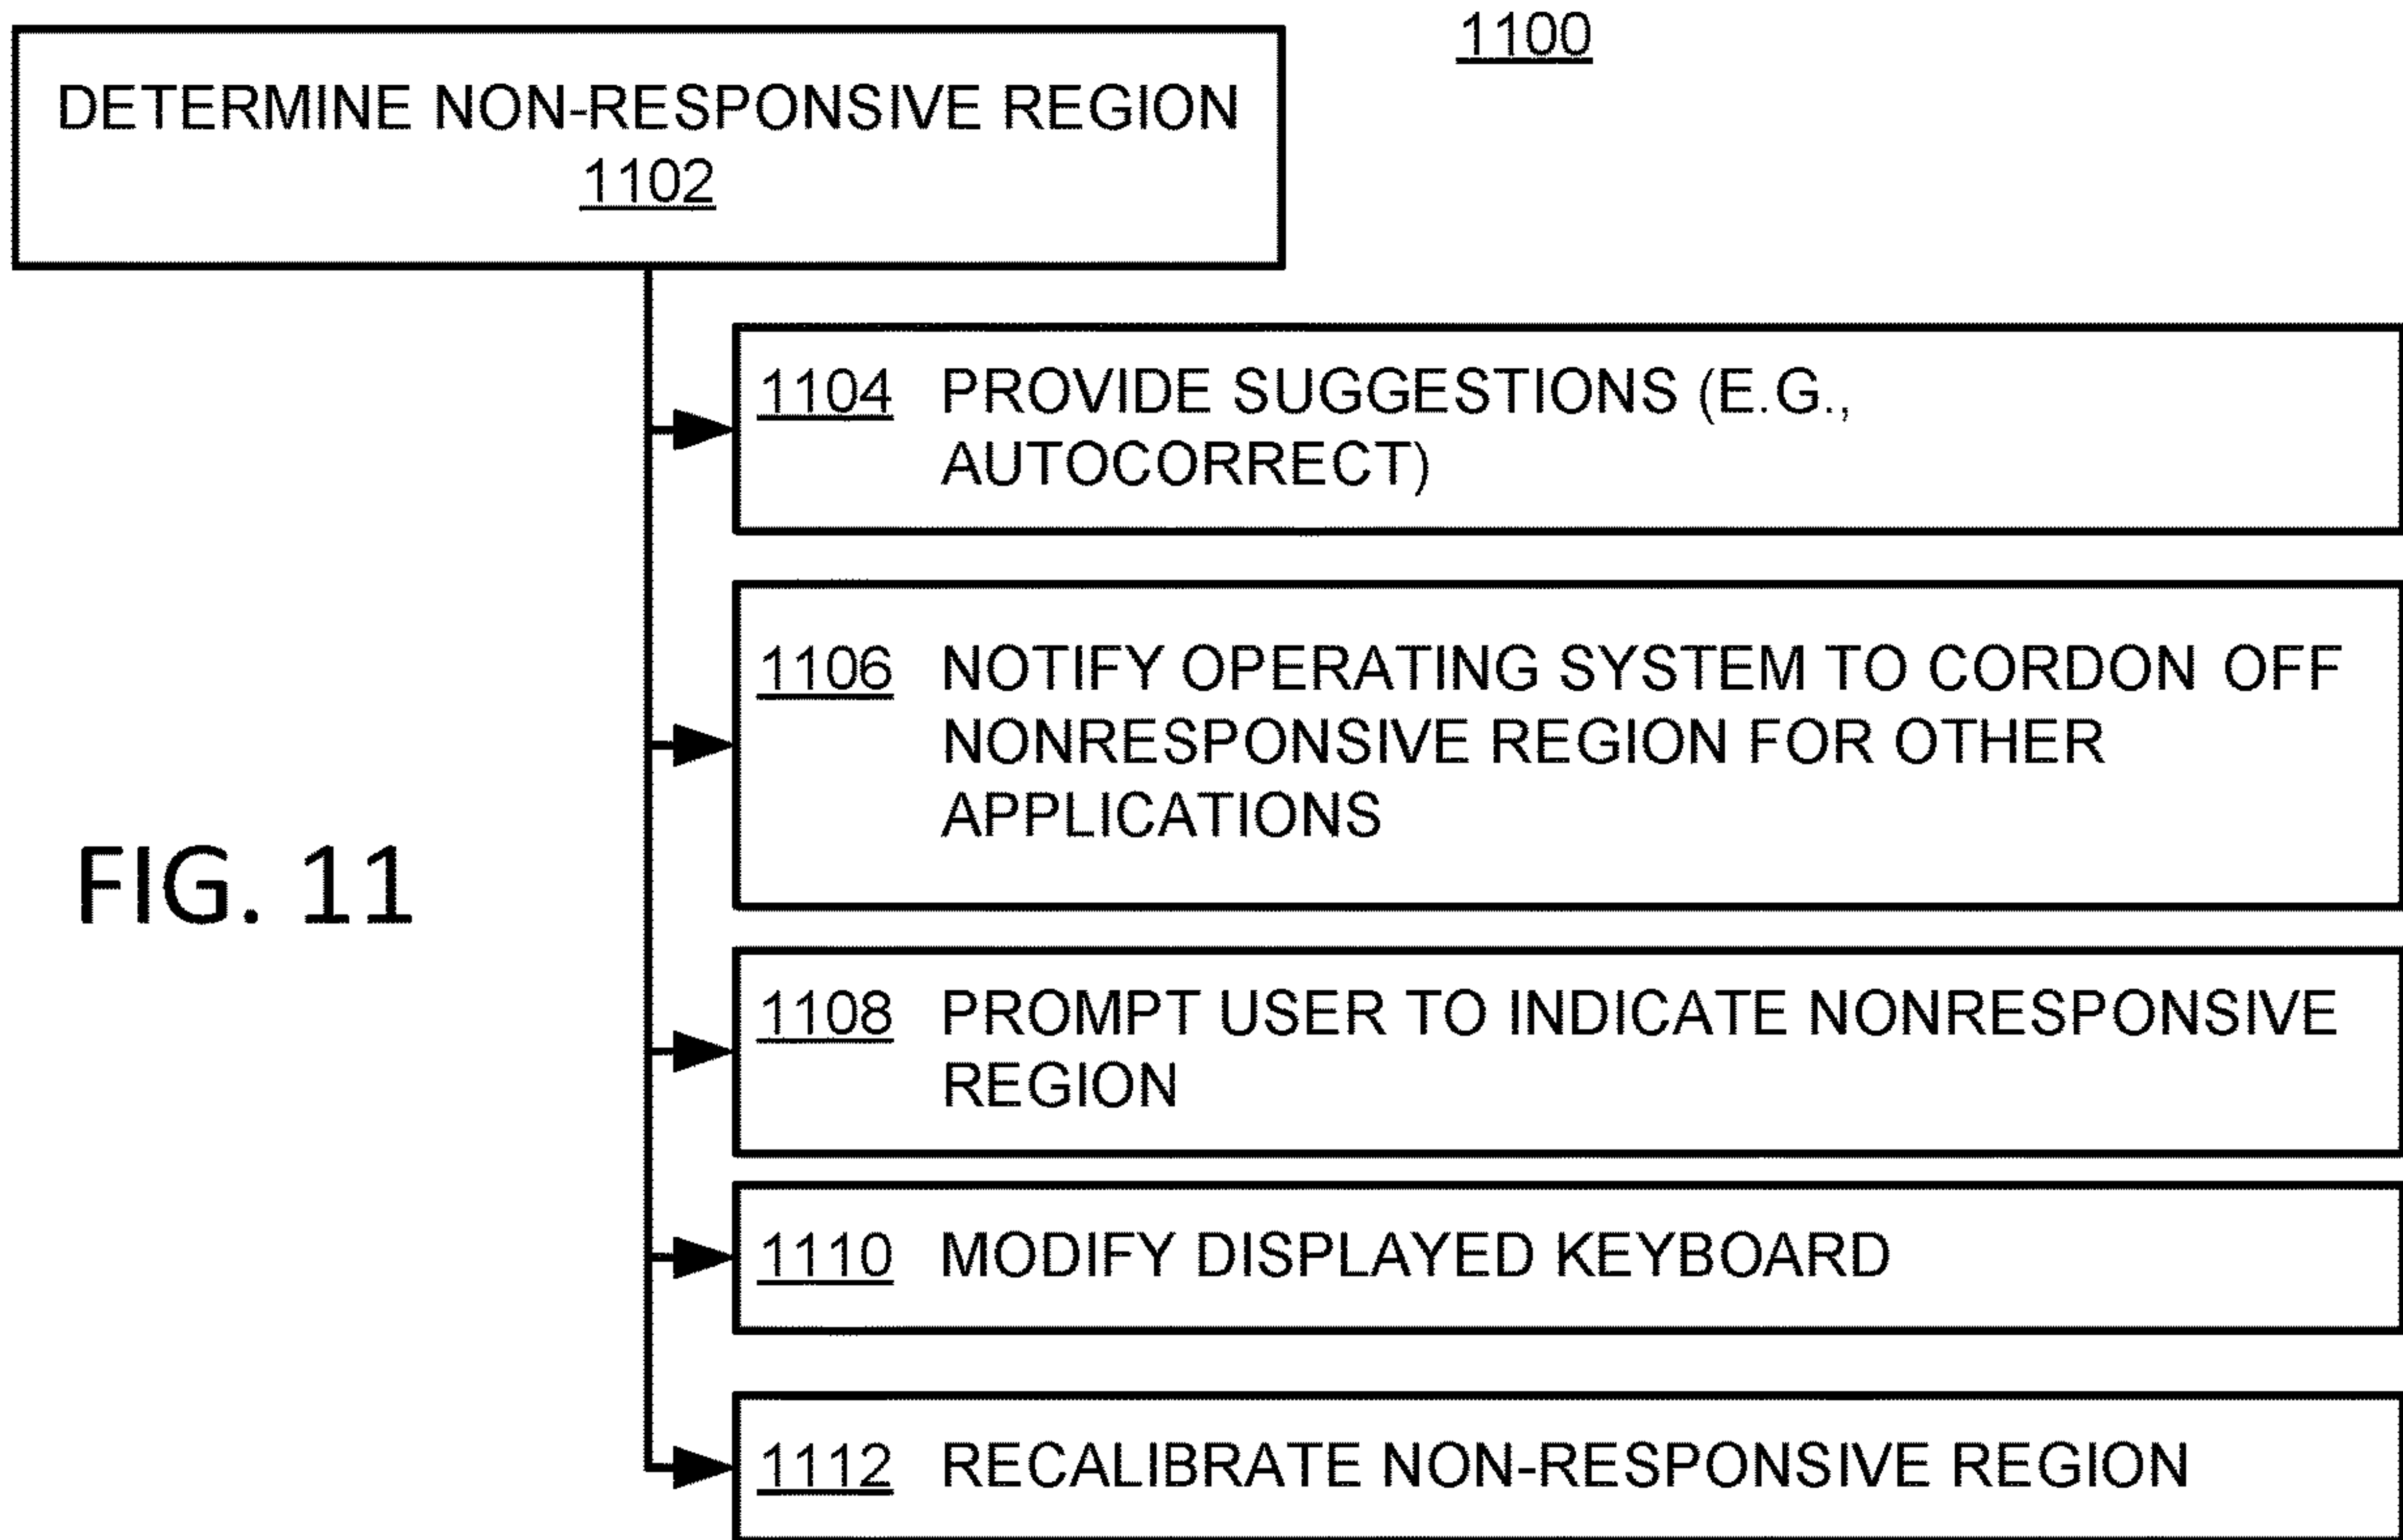 1100
DETERMINE NON-RESPONSIVE REGION
1102
1104 PROVIDE SUGGESTIONS (E.G.,
AUTOCORRECT)
1106 NOTIFY OPERATING SYSTEM TO CORDON OFF
NONRESPONSIVE REGION FOR OTHER
APPLICATIONS
FIG. 11
1108 PROMPT USER TO INDICATE NONRESPONSIVE
REGION
1110 MODIFY DISPLAYED KEYBOARD
1112 RECALIBRATE NON-RESPONSIVE REGION